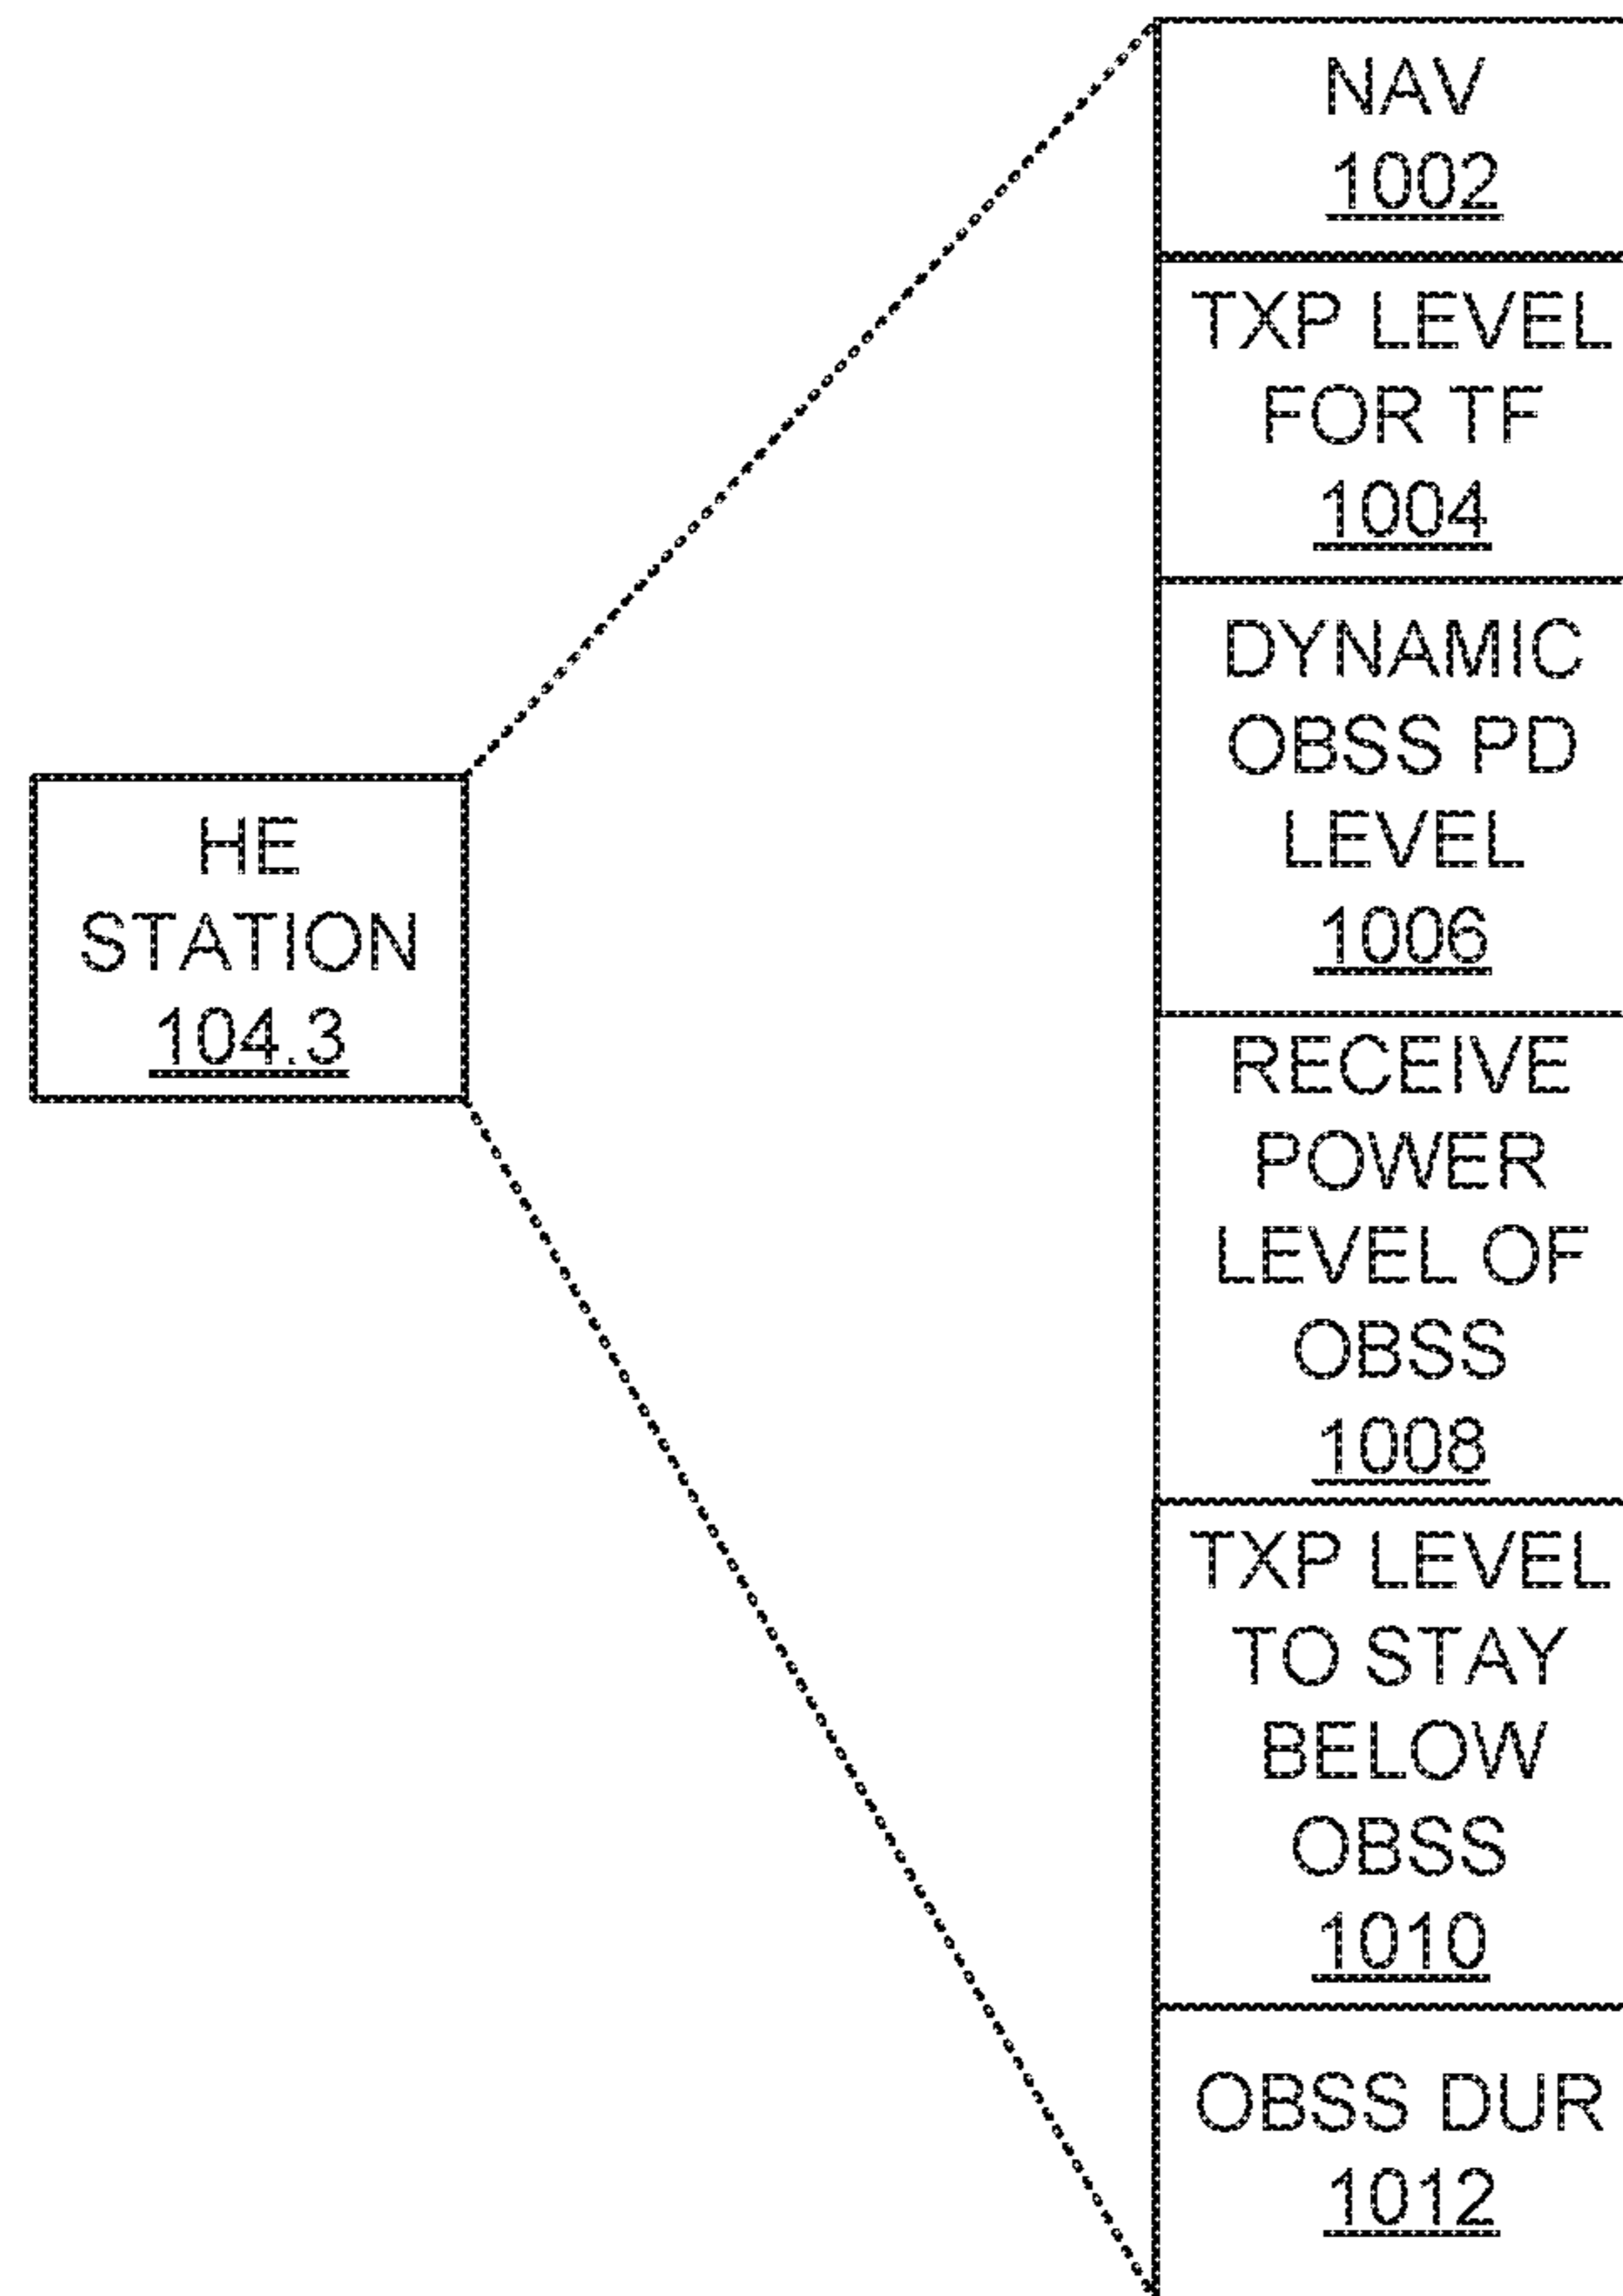 HE
STATION
104.3
NAV
1002
TXP LEVEL
FOR TF
1004
DYNAMIC
OBSS PD
LEVEL
1006
RECEIVE
POWER
LEVEL OF
OBSS
1008
TXP LEVEL
TO STAY
BELOW
OBSS
1010
OBSS DUR
1012